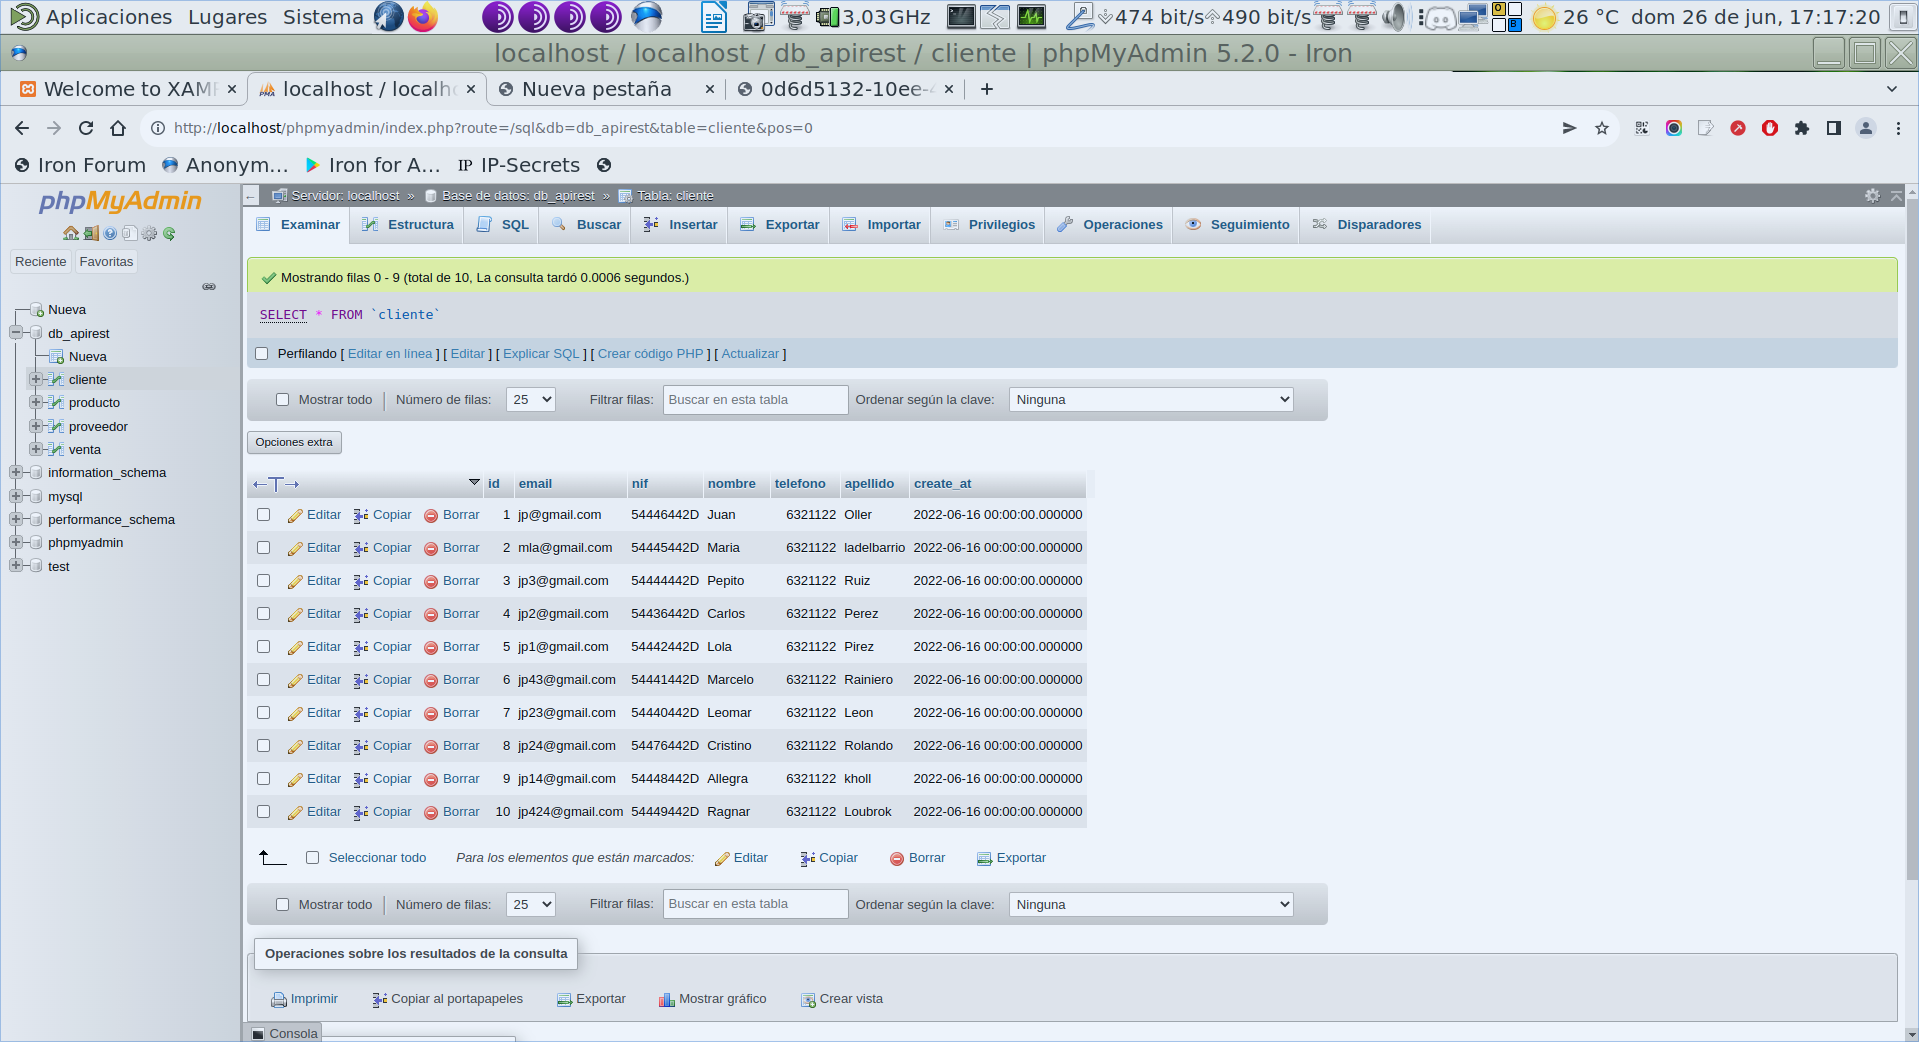 Aplicaciones Lugares Sistema 3,03GHz 474 bit/s 490 bit/s 26 °C dom 26 de jun, 17:17:20
localhost / localhost / db_apirest / cliente | phpMyAdmin 5.2.0 - Iron
Welcome to XAM localhost / localh Nueva pestaña 0d6d5132-10ee-
http://localhost/phpmyadmin/index.php?route=/sql&db=db_apirest&table=cliente&pos=0
Iron Forum Anonym... Iron for A... IP IP-Secrets
phpMyAdmin
Reciente Favoritas
Nueva
db_apirest
Nueva
cliente
producto
proveedor
venta
information_schema
mysql
performance_schema
phpmyadmin
test
Servidor: localhost » Base de datos: db_apirest » Tabla: cliente
Examinar Estructura SQL Buscar Insertar Exportar Importar Privilegios Operaciones Seguimiento Disparadores
Mostrando filas 0 - 9 (total de 10, La consulta tardó 0.0006 segundos.)
SELECT * FROM `cliente`
Perfilando [ Editar en línea ] [ Editar ] [ Explicar SQL ] [ Crear código PHP ] [ Actualizar ]
Mostrar todo | Número de filas: 25 Filtrar filas: Buscar en esta tabla Ordenar según la clave: Ninguna
Opciones extra
←T→ id email nif nombre telefono apellido create_at
Editar Copiar Borrar 1 jp@gmail.com 54446442D Juan 6321122 Oller 2022-06-16 00:00:00.000000
Editar Copiar Borrar 2 mla@gmail.com 54445442D Maria 6321122 ladelbarrio 2022-06-16 00:00:00.000000
Editar Copiar Borrar 3 jp3@gmail.com 54444442D Pepito 6321122 Ruiz 2022-06-16 00:00:00.000000
Editar Copiar Borrar 4 jp2@gmail.com 54436442D Carlos 6321122 Perez 2022-06-16 00:00:00.000000
Editar Copiar Borrar 5 jp1@gmail.com 54442442D Lola 6321122 Pirez 2022-06-16 00:00:00.000000
Editar Copiar Borrar 6 jp43@gmail.com 54441442D Marcelo 6321122 Rainiero 2022-06-16 00:00:00.000000
Editar Copiar Borrar 7 jp23@gmail.com 54440442D Leomar 6321122 Leon 2022-06-16 00:00:00.000000
Editar Copiar Borrar 8 jp24@gmail.com 54476442D Cristino 6321122 Rolando 2022-06-16 00:00:00.000000
Editar Copiar Borrar 9 jp14@gmail.com 54448442D Allegra 6321122 kholl 2022-06-16 00:00:00.000000
Editar Copiar Borrar 10 jp424@gmail.com 54449442D Ragnar 6321122 Loubrok 2022-06-16 00:00:00.000000
Seleccionar todo Para los elementos que están marcados: Editar Copiar Borrar Exportar
Mostrar todo | Número de filas: 25 Filtrar filas: Buscar en esta tabla Ordenar según la clave: Ninguna
Operaciones sobre los resultados de la consulta
Imprimir Copiar al portapapeles Exportar Mostrar gráfico Crear vista
Consola